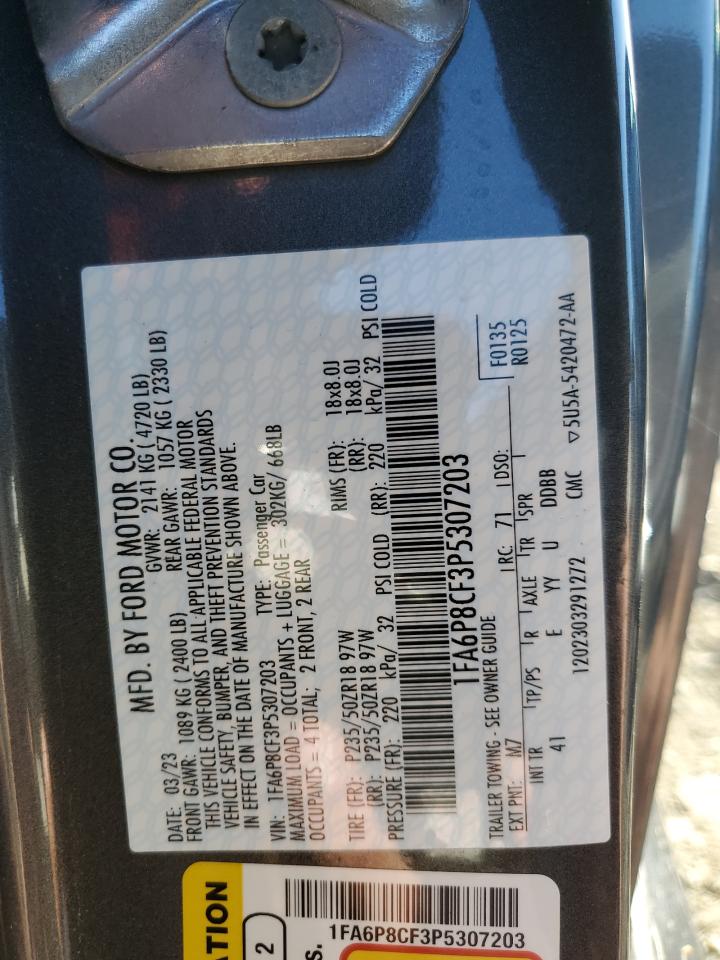 MFD. BY FORD MOTOR CO.
DATE: 03/23 GVWR: 2141 KG ( 4720 LB)
FRONT GAWR: 1089 KG ( 2400 LB) REAR GAWR: 1057 KG ( 2330 LB)
THIS VEHICLE CONFORMS TO ALL APPLICABLE FEDERAL MOTOR
VEHICLE SAFETY, BUMPER, AND THEFT PREVENTION STANDARDS
IN EFFECT ON THE DATE OF MANUFACTURE SHOWN ABOVE.
VIN: 1FA6P8CF3P5307203 TYPE: Passenger Car
MAXIMUM LOAD = OCCUPANTS + LUGGAGE = 302KG/ 668LB
OCCUPANTS = 4 TOTAL; 2 FRONT, 2 REAR
TIRE (FR): P235/50ZR18 97W RIMS (FR): 18x8.0J
(RR): P235/50ZR18 97W (RR): 18x8.0J
PRESSURE (FR): 220 kPa/ 32 PSI COLD (RR): 220 kPa/ 32 PSI COLD
1FA6P8CF3P5307203
TRAILER TOWING - SEE OWNER GUIDE F0135
EXT PNT: M7 RC: 71 DSO: R0125
INT TR TP/PS R AXLE TR SPR
41 E YY U DDBB
1202303291272 CMC ▽5U5A-5420472-AA
ATION
2
s.
1FA6P8CF3P5307203